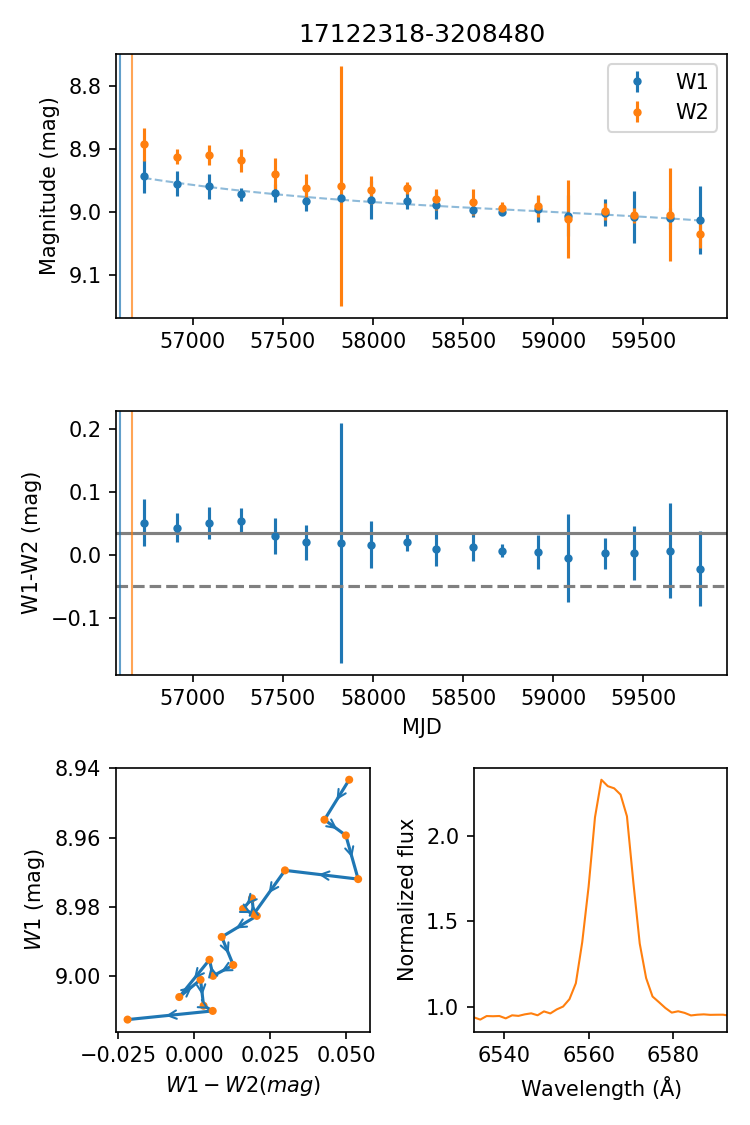 17122318-3208480
Magnitude (mag)
8.8
8.9
9.0
9.1
W1
W2
57000 57500 58000 58500 59000 59500
W1-W2 (mag)
0.2
0.1
0.0
−0.1
57000 57500 58000 58500 59000 59500
MJD
W1 (mag)
8.94
8.96
8.98
9.00
−0.025 0.000 0.025 0.050
W1 − W2(mag)
Normalized flux
2.0
1.5
1.0
6540 6560 6580
Wavelength (Å)